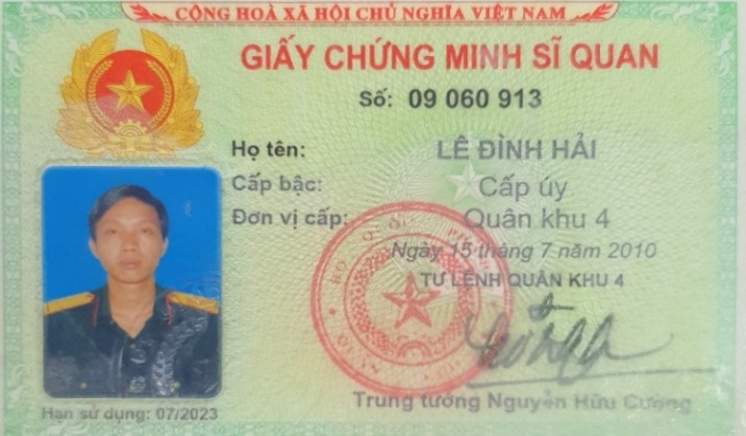 CỘNG HOÀ XÃ HỘI CHỦ NGHĨA VIỆT NAM
GIẤY CHỨNG MINH SĨ QUAN
Số: 09 060 913
Họ tên: LÊ ĐÌNH HẢI
Cấp bậc: Cấp úy
Đơn vị cấp: Quân khu 4
Ngày 15 tháng 7 năm 2010
TƯ LỆNH QUÂN KHU 4
Trung tướng Nguyễn Hữu Cường
Hạn sử dụng: 07/2023